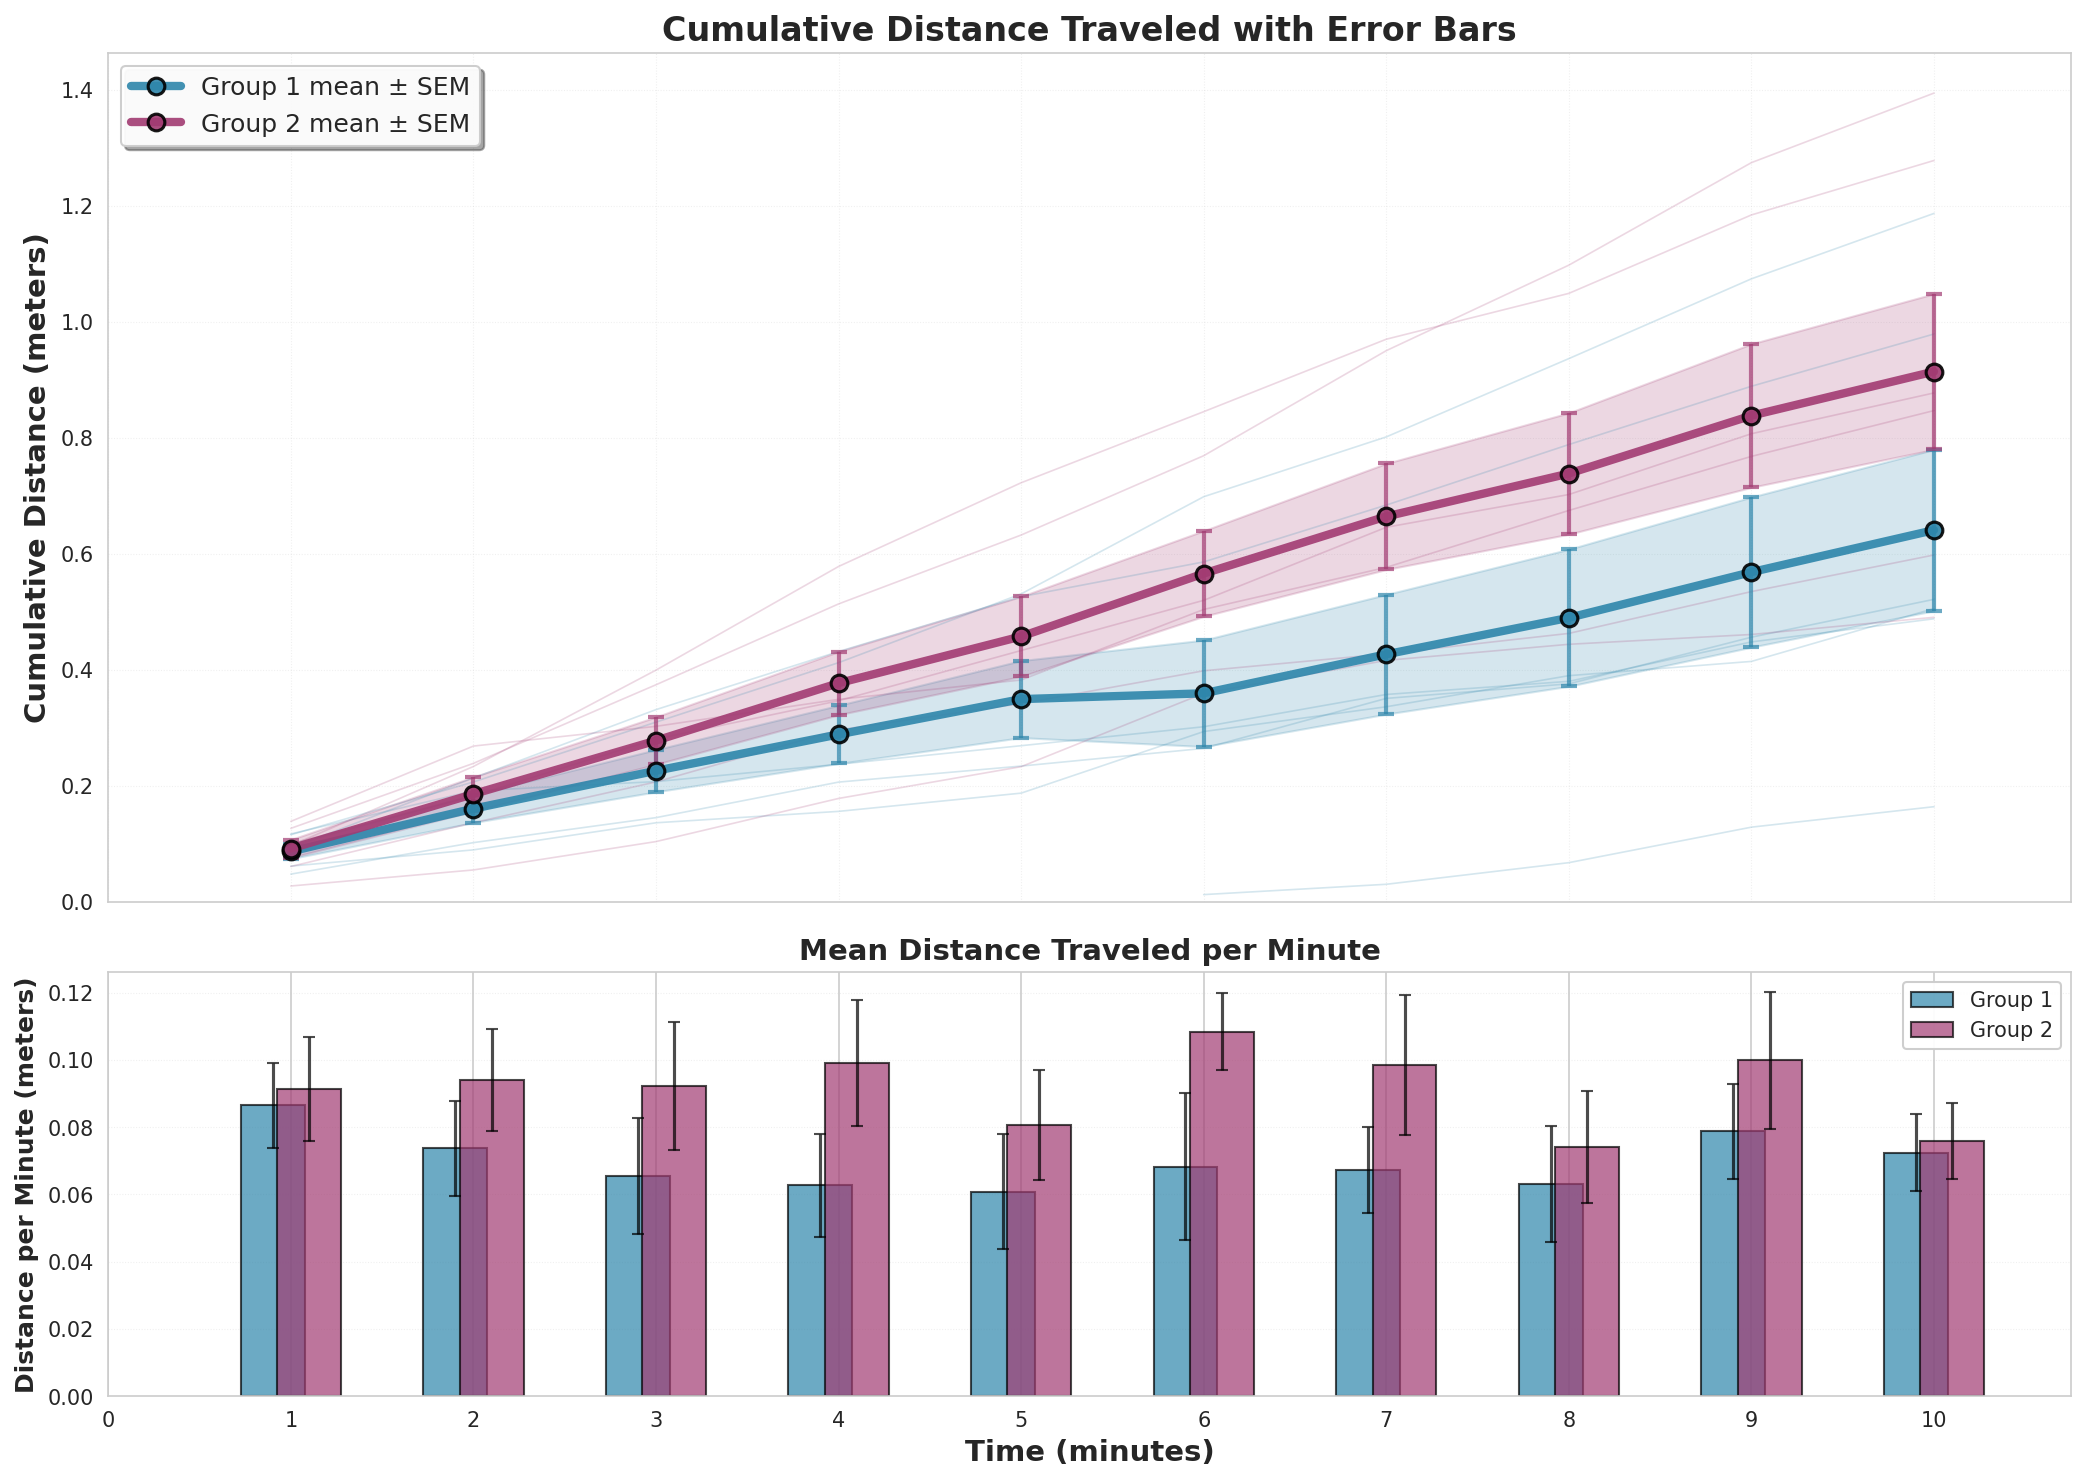 Cumulative Distance Traveled with Error Bars
Group 1 mean ± SEM
Group 2 mean ± SEM
Cumulative Distance (meters)
1.4
1.2
1.0
0.8
0.6
0.4
0.2
0.0
Mean Distance Traveled per Minute
Group 1
Group 2
Distance per Minute (meters)
0.12
0.10
0.08
0.06
0.04
0.02
0.00
0 1 2 3 4 5 6 7 8 9 10
Time (minutes)